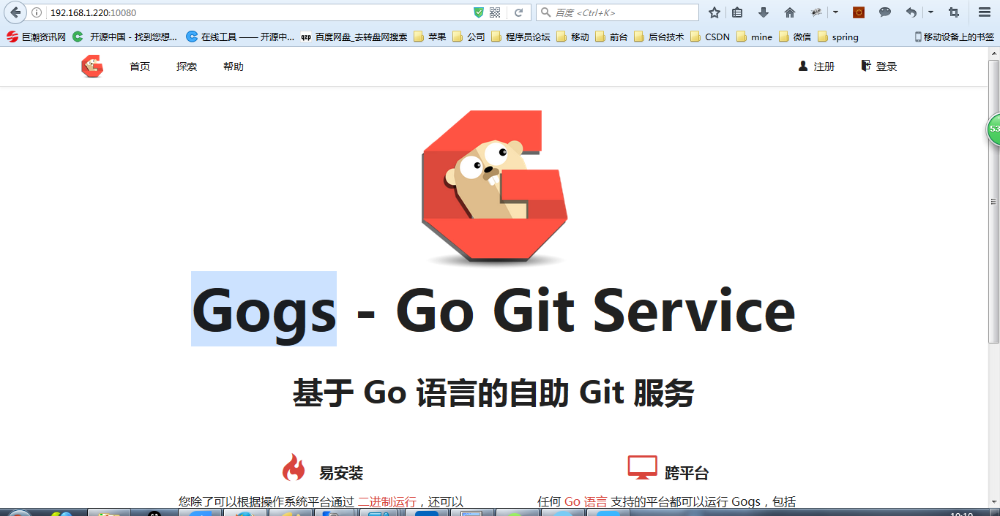 192.168.1.220:10080
百度 <Ctrl+K>
巨潮资讯网 开源中国 - 找到您想... 在线工具 —— 开源中... qzp 百度网盘_去转盘网搜索 苹果 公司 程序员论坛 移动 前台 后台技术 CSDN mine 微信 spring 移动设备上的书签
首页 探索 帮助 注册 登录
53
Gogs - Go Git Service
基于 Go 语言的自助 Git 服务
易安装 跨平台
您除了可以根据操作系统平台通过 二进制运行，还可以
任何 Go 语言 支持的平台都可以运行 Gogs，包括